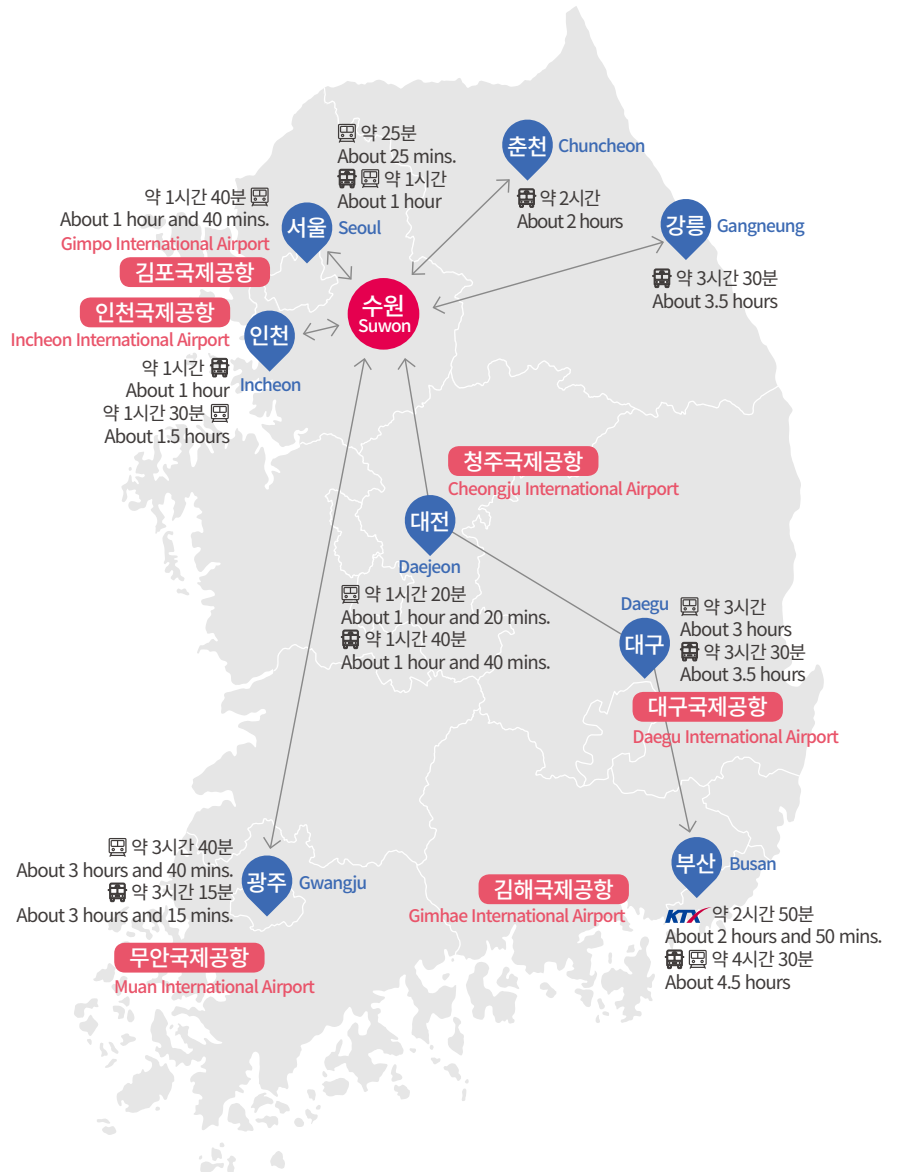 약 25분
About 25 mins.
약 1시간
About 1 hour
춘천
Chuncheon
약 2시간
About 2 hours
약 1시간 40분
About 1 hour and 40 mins.
서울
Seoul
Gimpo International Airport
김포국제공항
강릉
Gangneung
약 3시간 30분
About 3.5 hours
수원
Suwon
인천국제공항
Incheon International Airport
인천
Incheon
약 1시간
About 1 hour
약 1시간 30분
About 1.5 hours
청주국제공항
Cheongju International Airport
대전
Daejeon
약 1시간 20분
About 1 hour and 20 mins.
약 1시간 40분
About 1 hour and 40 mins.
Daegu
대구
약 3시간
About 3 hours
약 3시간 30분
About 3.5 hours
대구국제공항
Daegu International Airport
약 3시간 40분
About 3 hours and 40 mins.
약 3시간 15분
About 3 hours and 15 mins.
광주
Gwangju
무안국제공항
Muan International Airport
김해국제공항
Gimhae International Airport
부산
Busan
KTX 약 2시간 50분
About 2 hours and 50 mins.
약 4시간 30분
About 4.5 hours